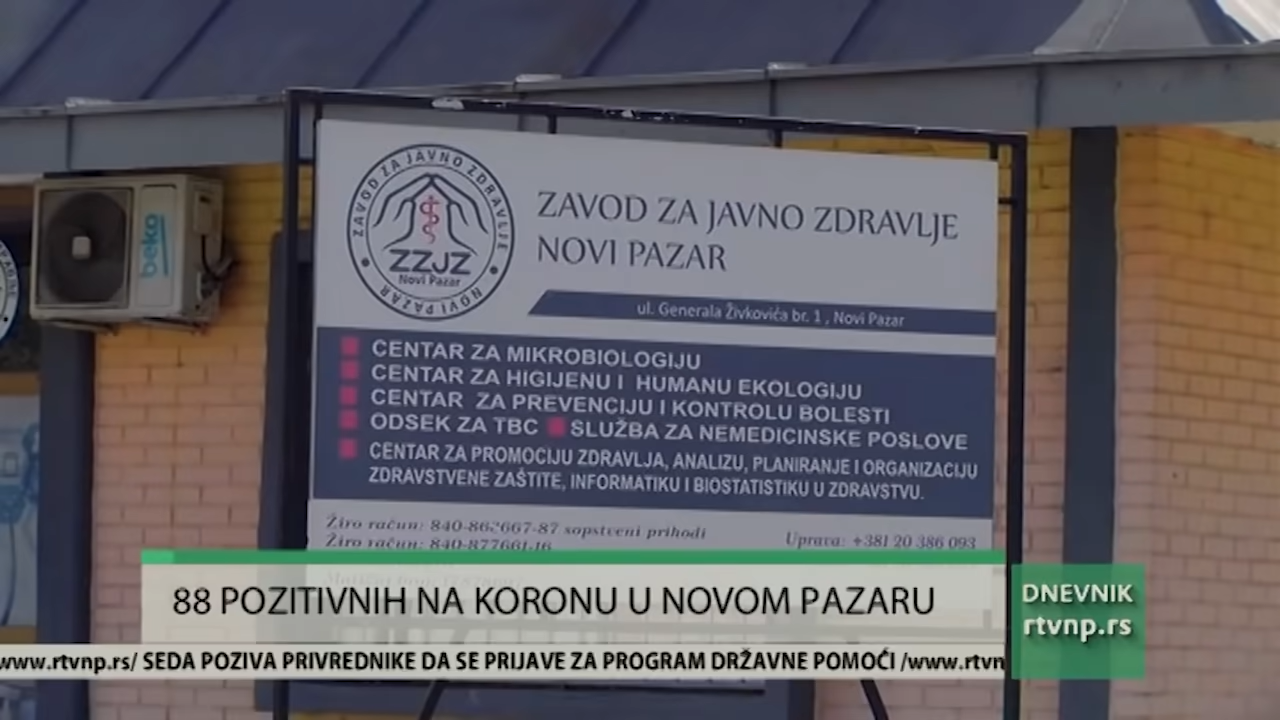 ZAVOD ZA JAVNO ZDRAVLJE
NOVI PAZAR
ZZJZ
Novi Pazar
ZAVOD ZA JAVNO ZDRAVLJE
NOVI PAZAR
ul. Generala Živkovića br. 1 , Novi Pazar
beko
CENTAR ZA MIKROBIOLOGIJU
CENTAR ZA HIGIJENU I HUMANU EKOLOGIJU
CENTAR ZA PREVENCIJU I KONTROLU BOLESTI
ODSEK ZA TBC SLUŽBA ZA NEMEDICINSKE POSLOVE
CENTAR ZA PROMOCIJU ZDRAVLJA, ANALIZU, PLANIRANJE I ORGANIZACIJU
ZDRAVSTVENE ZAŠTITE, INFORMATIKU I BIOSTATISTIKU U ZDRAVSTVU.
Žiro račun: sopstveni prihodi
Uprava: +381 20 386 093
Žiro račun:
88 POZITIVNIH NA KORONU U NOVOM PAZARU
DNEVNIK
rtvnp.rs
www.rtvnp.rs/ SEDA POZIVA PRIVREDNIKE DA SE PRIJAVE ZA PROGRAM DRŽAVNE POMOĆI /www.rtvn